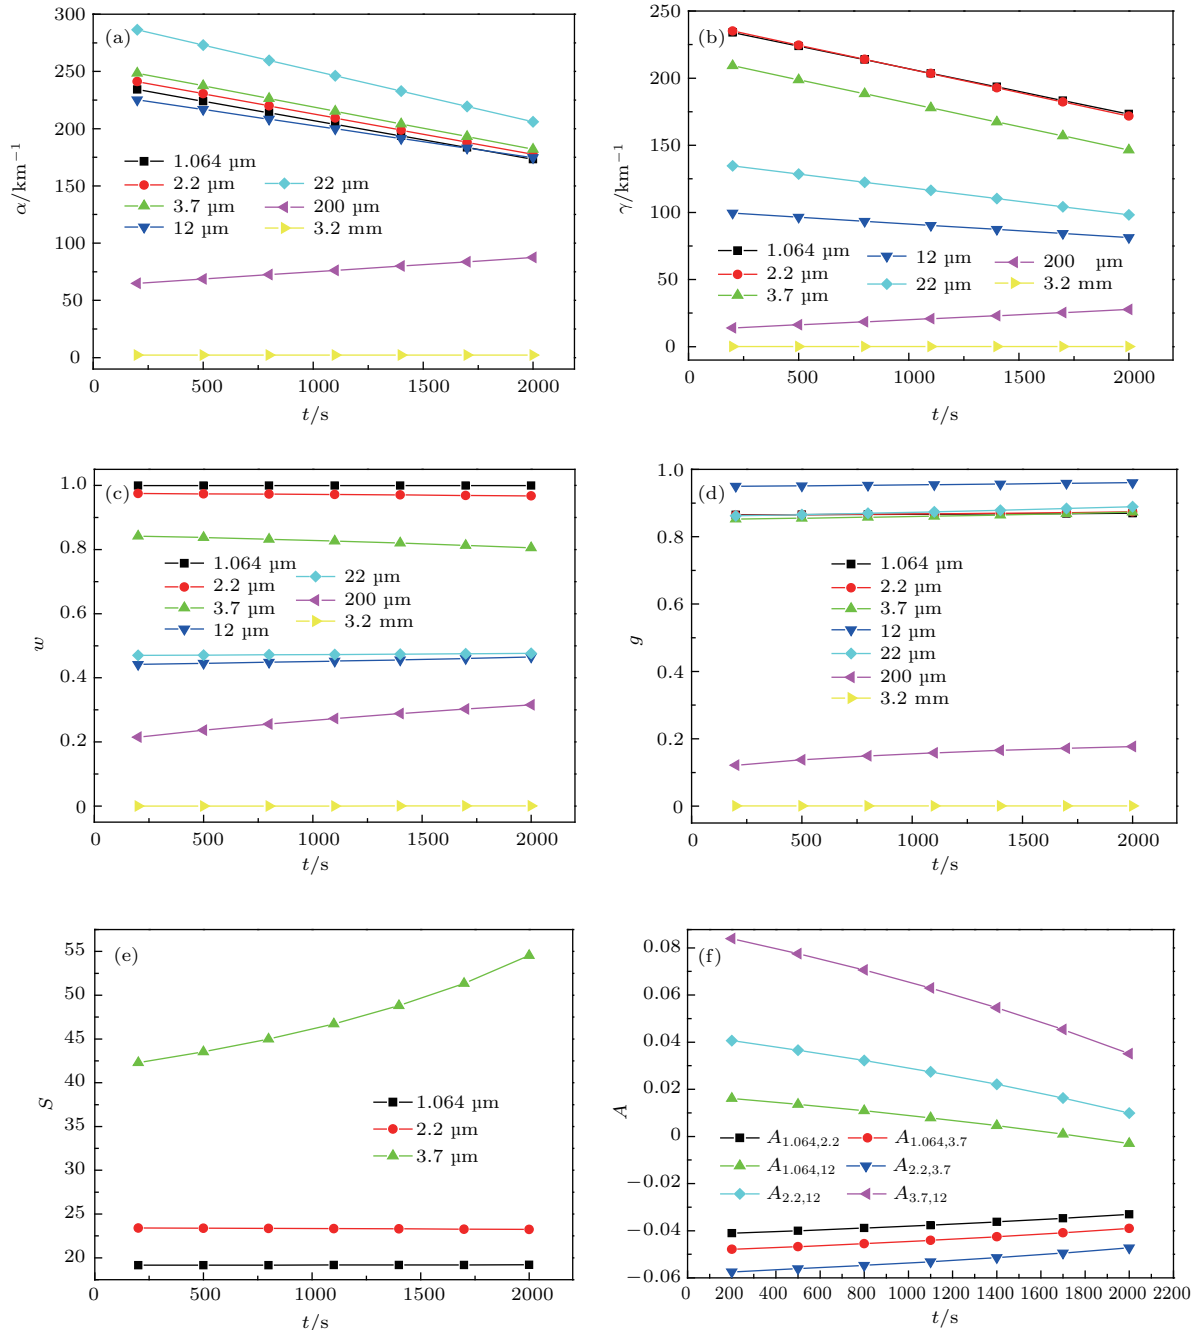 (a)
α/km−1
300
250
200
150
100
50
0
1.064 µm
2.2 µm
3.7 µm
12 µm
22 µm
200 µm
3.2 mm
0 500 1000 1500 2000
t/s
(b)
γ/km−1
250
200
150
100
50
0
1.064 µm
2.2 µm
3.7 µm
12 µm
22 µm
200 µm
3.2 mm
0 500 1000 1500 2000
t/s
(c)
w
1.0
0.8
0.6
0.4
0.2
0
1.064 µm
2.2 µm
3.7 µm
12 µm
22 µm
200 µm
3.2 mm
0 500 1000 1500 2000
t/s
(d)
g
1.0
0.8
0.6
0.4
0.2
0
1.064 µm
2.2 µm
3.7 µm
12 µm
22 µm
200 µm
3.2 mm
0 500 1000 1500 2000
t/s
(e)
S
55
50
45
40
35
30
25
20
1.064 µm
2.2 µm
3.7 µm
0 500 1000 1500 2000
t/s
(f)
A
0.08
0.06
0.04
0.02
0
−0.02
−0.04
−0.06
A1.064,2.2
A1.064,3.7
A1.064,12
A2.2,3.7
A2.2,12
A3.7,12
0 200 400 600 800 1000 1200 1400 1600 1800 2000 2200
t/s